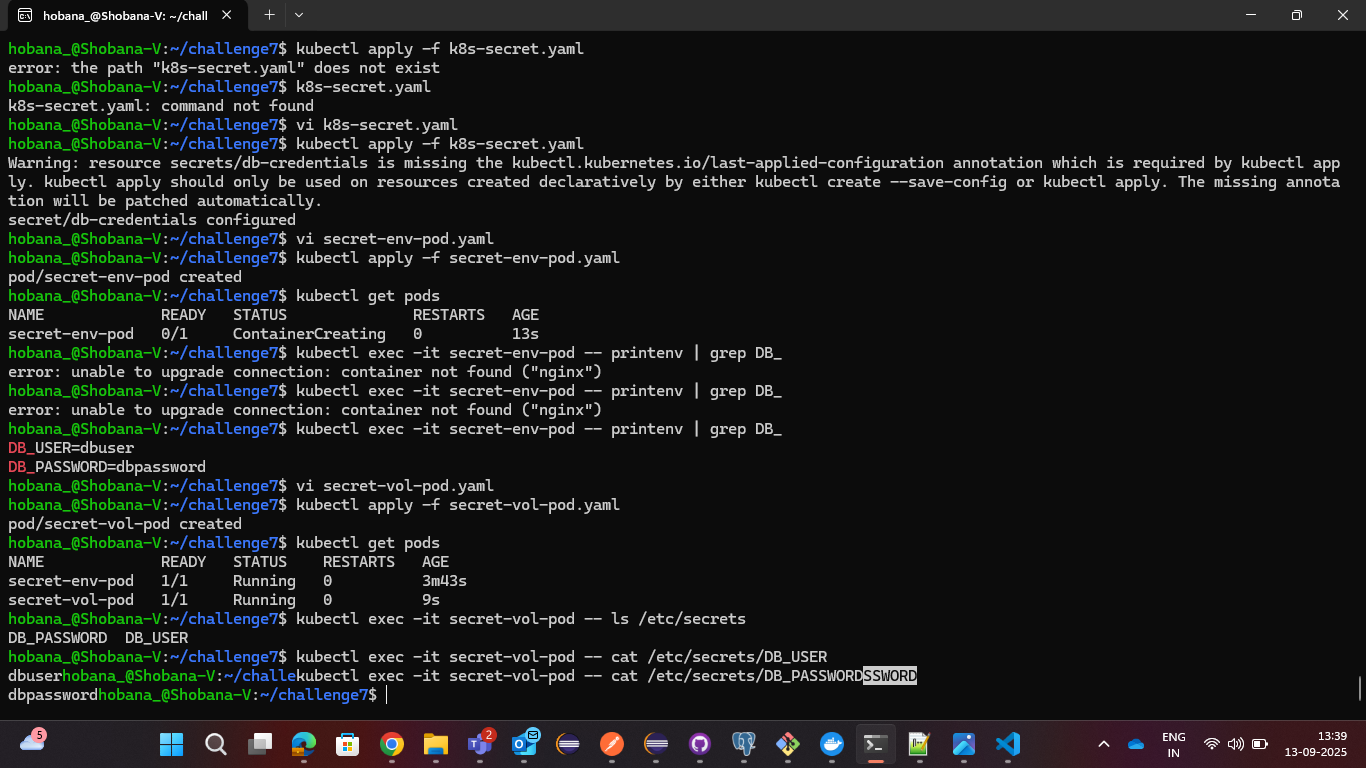 hobana_@Shobana-V: ~/chall
hobana_@Shobana-V:~/challenge7$ kubectl apply -f k8s-secret.yaml
error: the path "k8s-secret.yaml" does not exist
hobana_@Shobana-V:~/challenge7$ k8s-secret.yaml
k8s-secret.yaml: command not found
hobana_@Shobana-V:~/challenge7$ vi k8s-secret.yaml
hobana_@Shobana-V:~/challenge7$ kubectl apply -f k8s-secret.yaml
Warning: resource secrets/db-credentials is missing the kubectl.kubernetes.io/last-applied-configuration annotation which is required by kubectl app
ly. kubectl apply should only be used on resources created declaratively by either kubectl create --save-config or kubectl apply. The missing annota
tion will be patched automatically.
secret/db-credentials configured
hobana_@Shobana-V:~/challenge7$ vi secret-env-pod.yaml
hobana_@Shobana-V:~/challenge7$ kubectl apply -f secret-env-pod.yaml
pod/secret-env-pod created
hobana_@Shobana-V:~/challenge7$ kubectl get pods
NAME READY STATUS RESTARTS AGE
secret-env-pod 0/1 ContainerCreating 0 13s
hobana_@Shobana-V:~/challenge7$ kubectl exec -it secret-env-pod -- printenv | grep DB_
error: unable to upgrade connection: container not found ("nginx")
hobana_@Shobana-V:~/challenge7$ kubectl exec -it secret-env-pod -- printenv | grep DB_
error: unable to upgrade connection: container not found ("nginx")
hobana_@Shobana-V:~/challenge7$ kubectl exec -it secret-env-pod -- printenv | grep DB_
DB_USER=dbuser
DB_PASSWORD=dbpassword
hobana_@Shobana-V:~/challenge7$ vi secret-vol-pod.yaml
hobana_@Shobana-V:~/challenge7$ kubectl apply -f secret-vol-pod.yaml
pod/secret-vol-pod created
hobana_@Shobana-V:~/challenge7$ kubectl get pods
NAME READY STATUS RESTARTS AGE
secret-env-pod 1/1 Running 0 3m43s
secret-vol-pod 1/1 Running 0 9s
hobana_@Shobana-V:~/challenge7$ kubectl exec -it secret-vol-pod -- ls /etc/secrets
DB_PASSWORD DB_USER
hobana_@Shobana-V:~/challenge7$ kubectl exec -it secret-vol-pod -- cat /etc/secrets/DB_USER
dbuserhobana_@Shobana-V:~/challekubectl exec -it secret-vol-pod -- cat /etc/secrets/DB_PASSWORDSSWORD
dbpasswordhobana_@Shobana-V:~/challenge7$
5
2
ENG
IN
13:39
13-09-2025